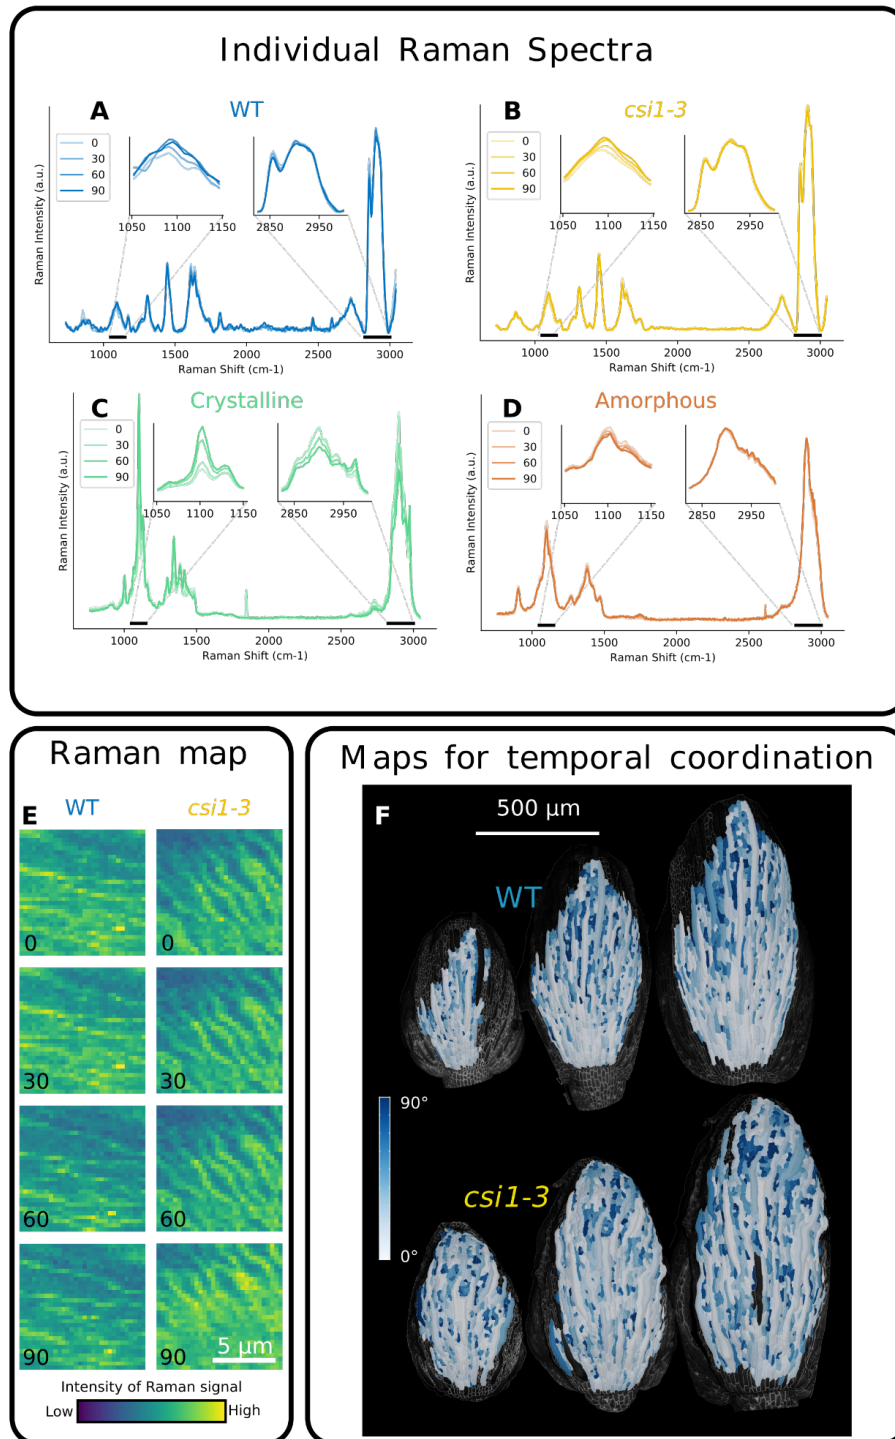 Individual Raman Spectra
A
WT
0
30
60
90
1050 1100 1150
2850 2950
Raman Intensity (a.u.)
1000 1500 2000 2500 3000
Raman Shift (cm-1)
B
csi1-3
0
30
60
90
1050 1100 1150
2850 2950
Raman Intensity (a.u.)
1000 1500 2000 2500 3000
Raman Shift (cm-1)
C
Crystalline
0
30
60
90
1050 1100 1150
2850 2950
Raman Intensity (a.u.)
1000 1500 2000 2500 3000
Raman Shift (cm-1)
D
Amorphous
0
30
60
90
1050 1100 1150
2850 2950
Raman Intensity (a.u.)
1000 1500 2000 2500 3000
Raman Shift (cm-1)
Raman map
E
WT csi1-3
0 0
30 30
60 60
90 90
5 µm
Intensity of Raman signal
Low High
Maps for temporal coordination
F
500 µm
WT
90°
0°
csi1-3